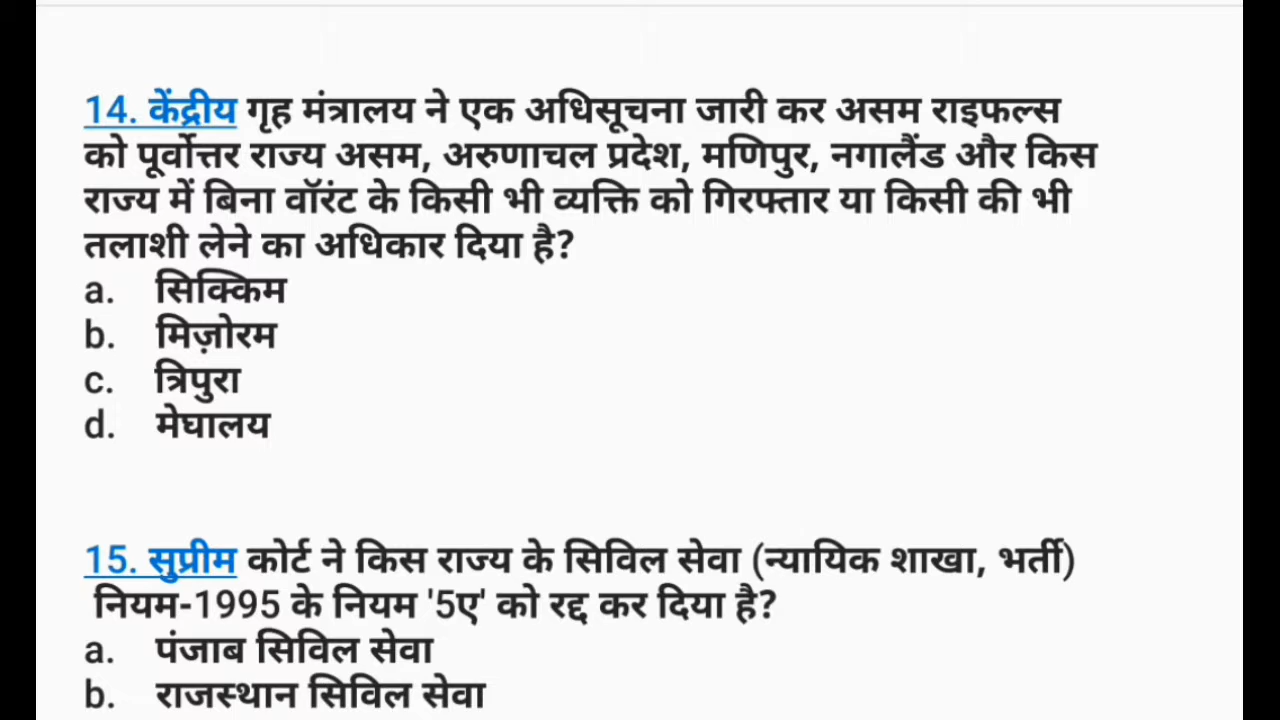 14. केंद्रीय गृह मंत्रालय ने एक अधिसूचना जारी कर असम राइफल्स
को पूर्वोत्तर राज्य असम, अरुणाचल प्रदेश, मणिपुर, नगालैंड और किस
राज्य में बिना वॉरंट के किसी भी व्यक्ति को गिरफ्तार या किसी की भी
तलाशी लेने का अधिकार दिया है?
a. सिक्किम
b. मिज़ोरम
c. त्रिपुरा
d. मेघालय
15. सुप्रीम कोर्ट ने किस राज्य के सिविल सेवा (न्यायिक शाखा, भर्ती)
नियम-1995 के नियम '5ए' को रद्द कर दिया है?
a. पंजाब सिविल सेवा
b. राजस्थान सिविल सेवा